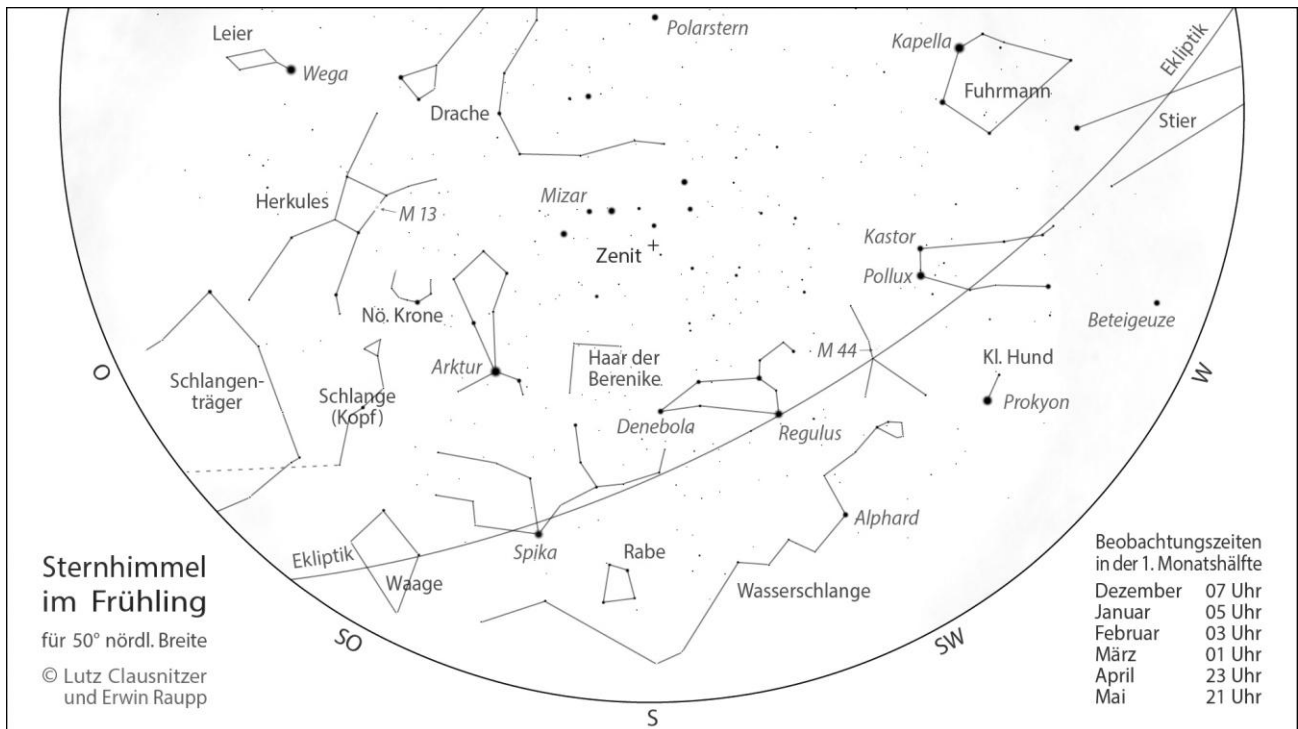 Leier
Wega
Polarstern
Kapella
Ekliptik
Fuhrmann
Stier
Drache
Herkules
M 13
Mizar
Zenit
Kastor
Pollux
Beteigeuze
Nö. Krone
Arktur
Haar der
Berenike
M 44
Kl. Hund
Prokyon
O
W
Schlangen-
träger
Schlange
(Kopf)
Denebola
Regulus
Alphard
Ekliptik
Spika
Rabe
Waage
Wasserschlange
SO
SW
S
Sternhimmel
im Frühling
für 50° nördl. Breite
© Lutz Clausnitzer
und Erwin Raupp
Beobachtungszeiten
in der 1. Monatshälfte
Dezember 07 Uhr
Januar 05 Uhr
Februar 03 Uhr
März 01 Uhr
April 23 Uhr
Mai 21 Uhr